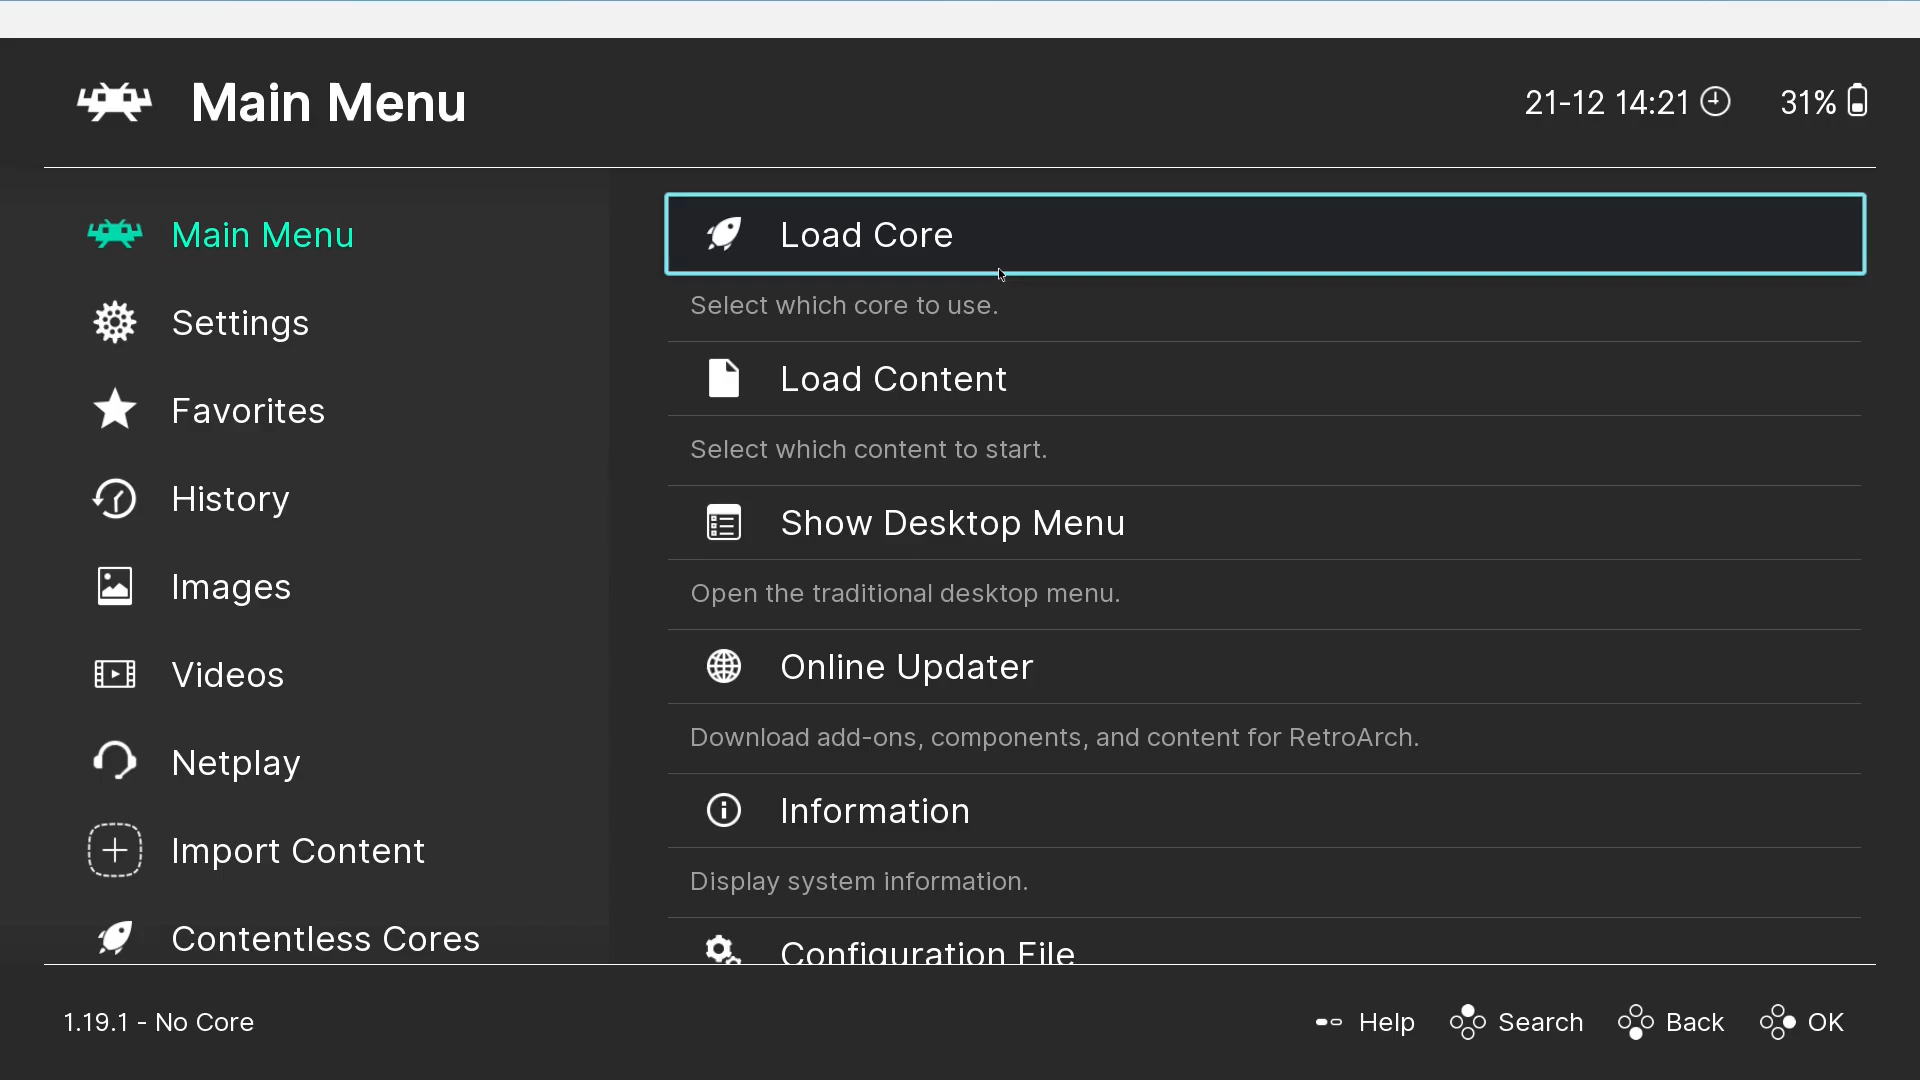 Main Menu
21-12 14:21
31%
Main Menu
Settings
Favorites
History
Images
Videos
Netplay
Import Content
Contentless Cores
Load Core
Select which core to use.
Load Content
Select which content to start.
Show Desktop Menu
Open the traditional desktop menu.
Online Updater
Download add-ons, components, and content for RetroArch.
Information
Display system information.
Configuration File
1.19.1 - No Core
Help
Search
Back
OK